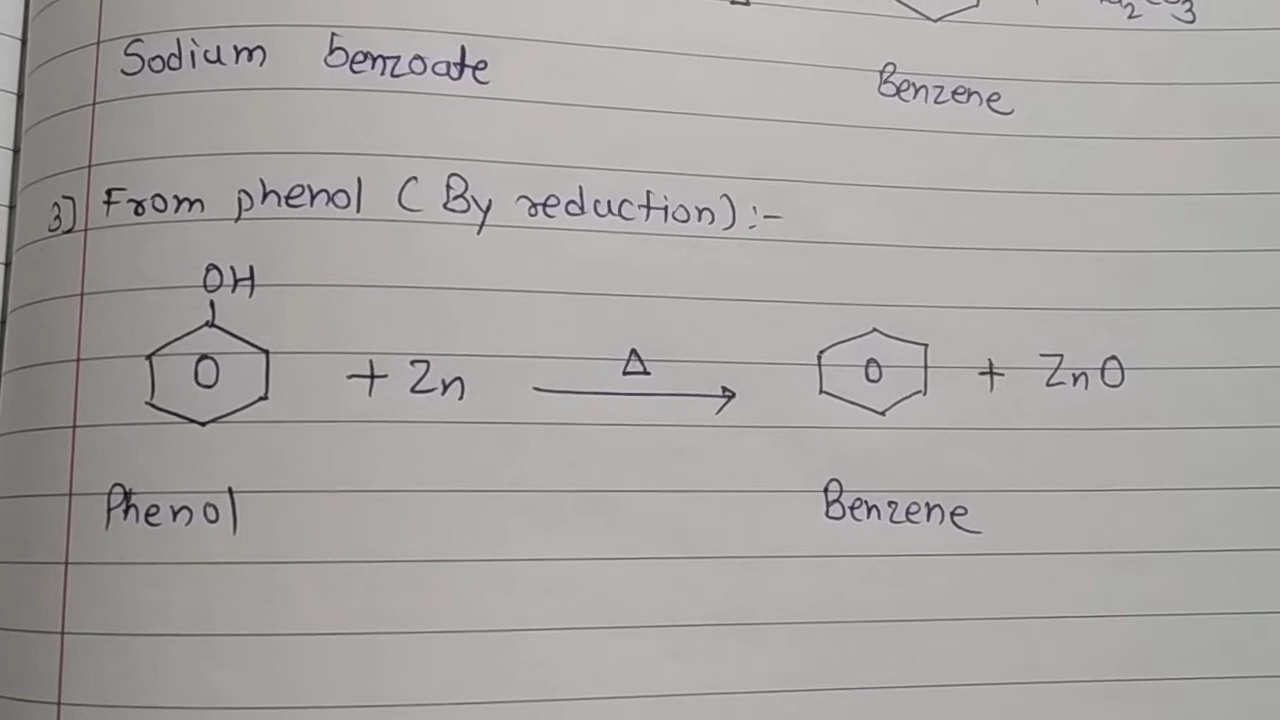 Sodium benzoate
Benzene
3] From phenol (By reduction):-
OH
+ Zn Δ → + ZnO
Phenol
Benzene